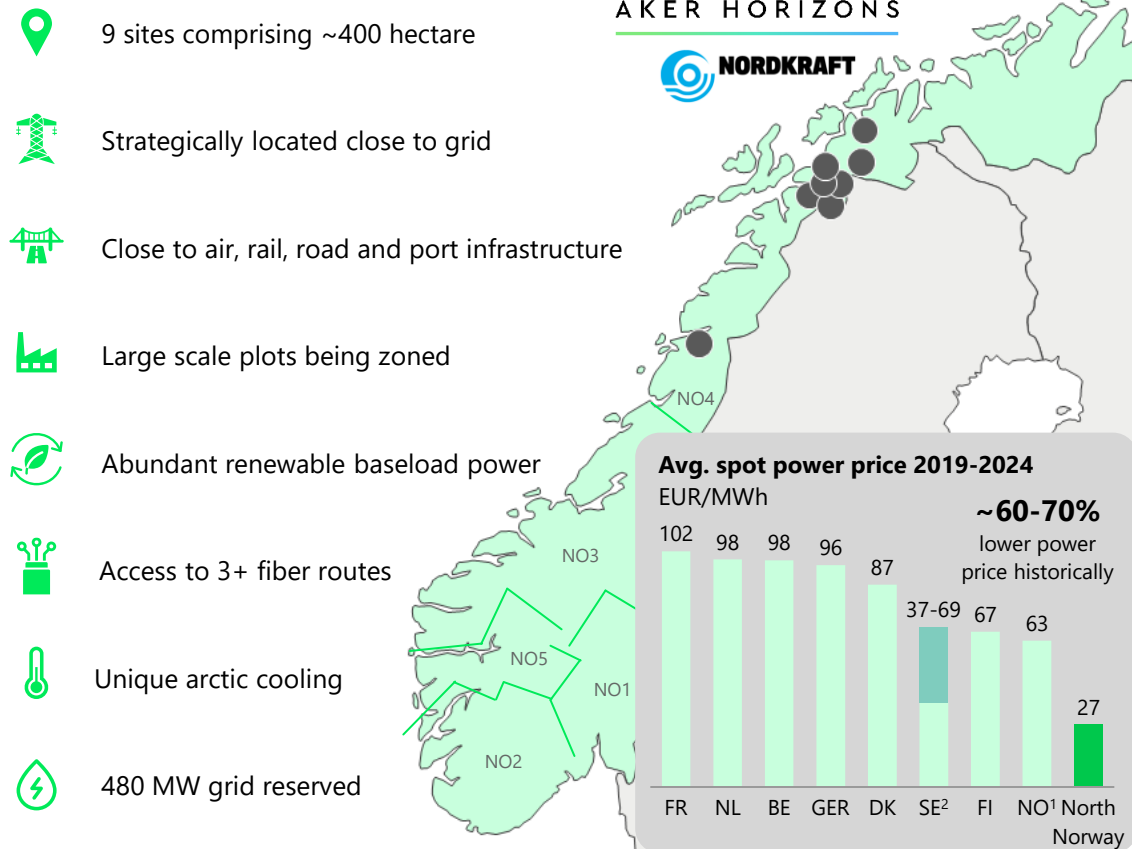 AKER HORIZONS
NORDKRAFT
9 sites comprising ~400 hectare
Strategically located close to grid
Close to air, rail, road and port infrastructure
Large scale plots being zoned
Abundant renewable baseload power
Access to 3+ fiber routes
Unique arctic cooling
480 MW grid reserved
NO4
NO3
NO5
NO1
NO2
Avg. spot power price 2019-2024
EUR/MWh
~60-70%
lower power
price historically
102
98
98
96
87
37-69
67
63
27
FR NL BE GER DK SE² FI NO¹ North
Norway